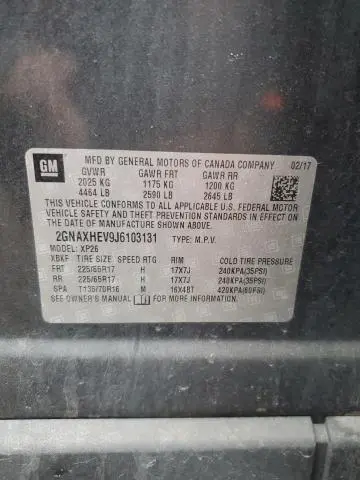 GM
MFD BY GENERAL MOTORS OF CANADA COMPANY 02/17
GVWR GAWR FRT GAWR RR
2025 KG 1175 KG 1200 KG
4464 LB 2590 LB 2645 LB
THIS VEHICLE CONFORMS TO ALL APPLICABLE U.S. FEDERAL MOTOR
VEHICLE SAFETY, BUMPER, AND THEFT PREVENTION STANDARDS IN EFFECT ON
THE DATE OF MANUFACTURE SHOWN ABOVE.
2GNAXHEV9J6103131 TYPE: M.P.V.
MODEL: XP26
XBKF TIRE SIZE SPEED RTG RIM COLD TIRE PRESSURE
FRT 225/65R17 H 17X7J 240KPA(35PSI)
RR 225/65R17 H 17X7J 240KPA(35PSI)
SPA T135/70R16 M 16X4BT 420KPA(60PSI)
SEE OWNER'S MANUAL FOR ADDITIONAL INFORMATION.